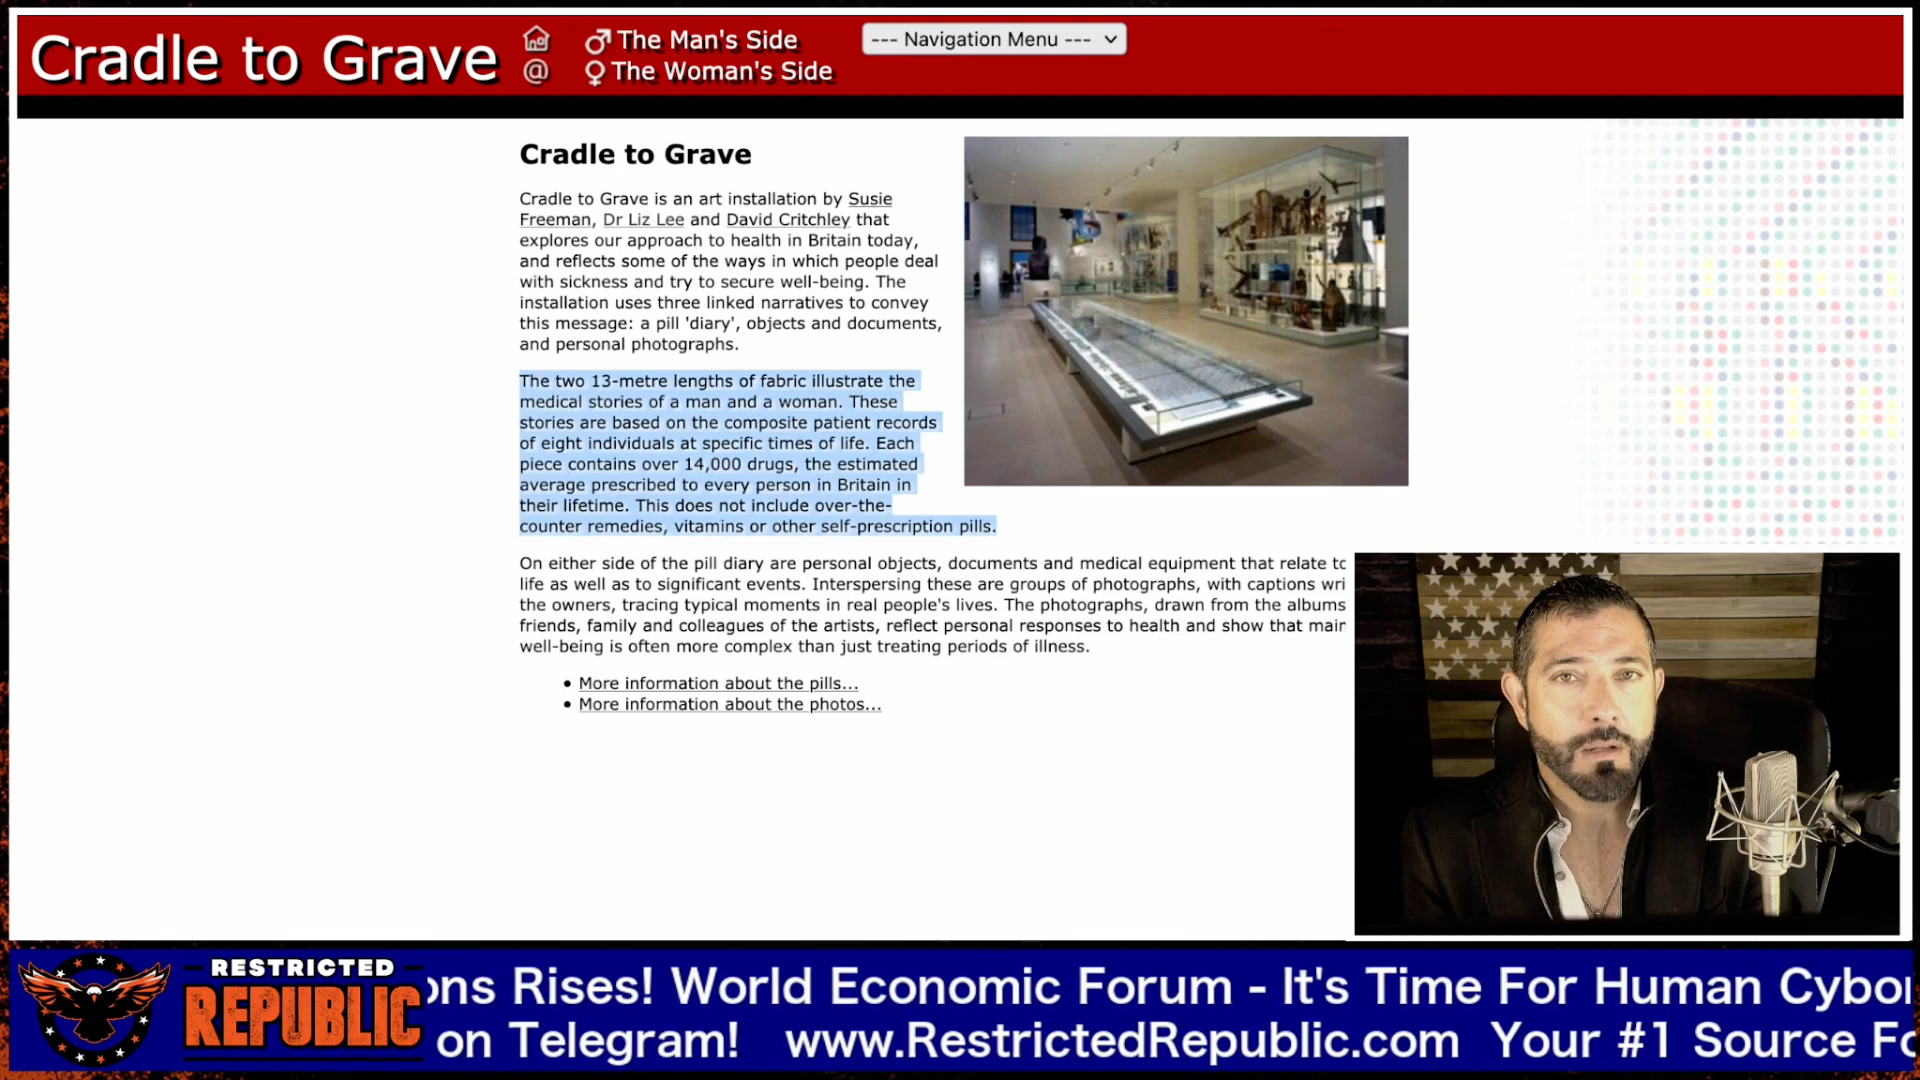 Cradle to Grave
The Man's Side
The Woman's Side
--- Navigation Menu ---
Cradle to Grave
Cradle to Grave is an art installation by Susie
Freeman, Dr Liz Lee and David Critchley that
explores our approach to health in Britain today,
and reflects some of the ways in which people deal
with sickness and try to secure well-being. The
installation uses three linked narratives to convey
this message: a pill 'diary', objects and documents,
and personal photographs.
The two 13-metre lengths of fabric illustrate the
medical stories of a man and a woman. These
stories are based on the composite patient records
of eight individuals at specific times of life. Each
piece contains over 14,000 drugs, the estimated
average prescribed to every person in Britain in
their lifetime. This does not include over-the-
counter remedies, vitamins or other self-prescription pills.
On either side of the pill diary are personal objects, documents and medical equipment that relate to
life as well as to significant events. Interspersing these are groups of photographs, with captions wri
the owners, tracing typical moments in real people's lives. The photographs, drawn from the albums
friends, family and colleagues of the artists, reflect personal responses to health and show that main
well-being is often more complex than just treating periods of illness.
• More information about the pills...
• More information about the photos...
RESTRICTED
REPUBLIC
ons Rises! World Economic Forum - It's Time For Human Cybor
on Telegram! www.RestrictedRepublic.com Your #1 Source Fo